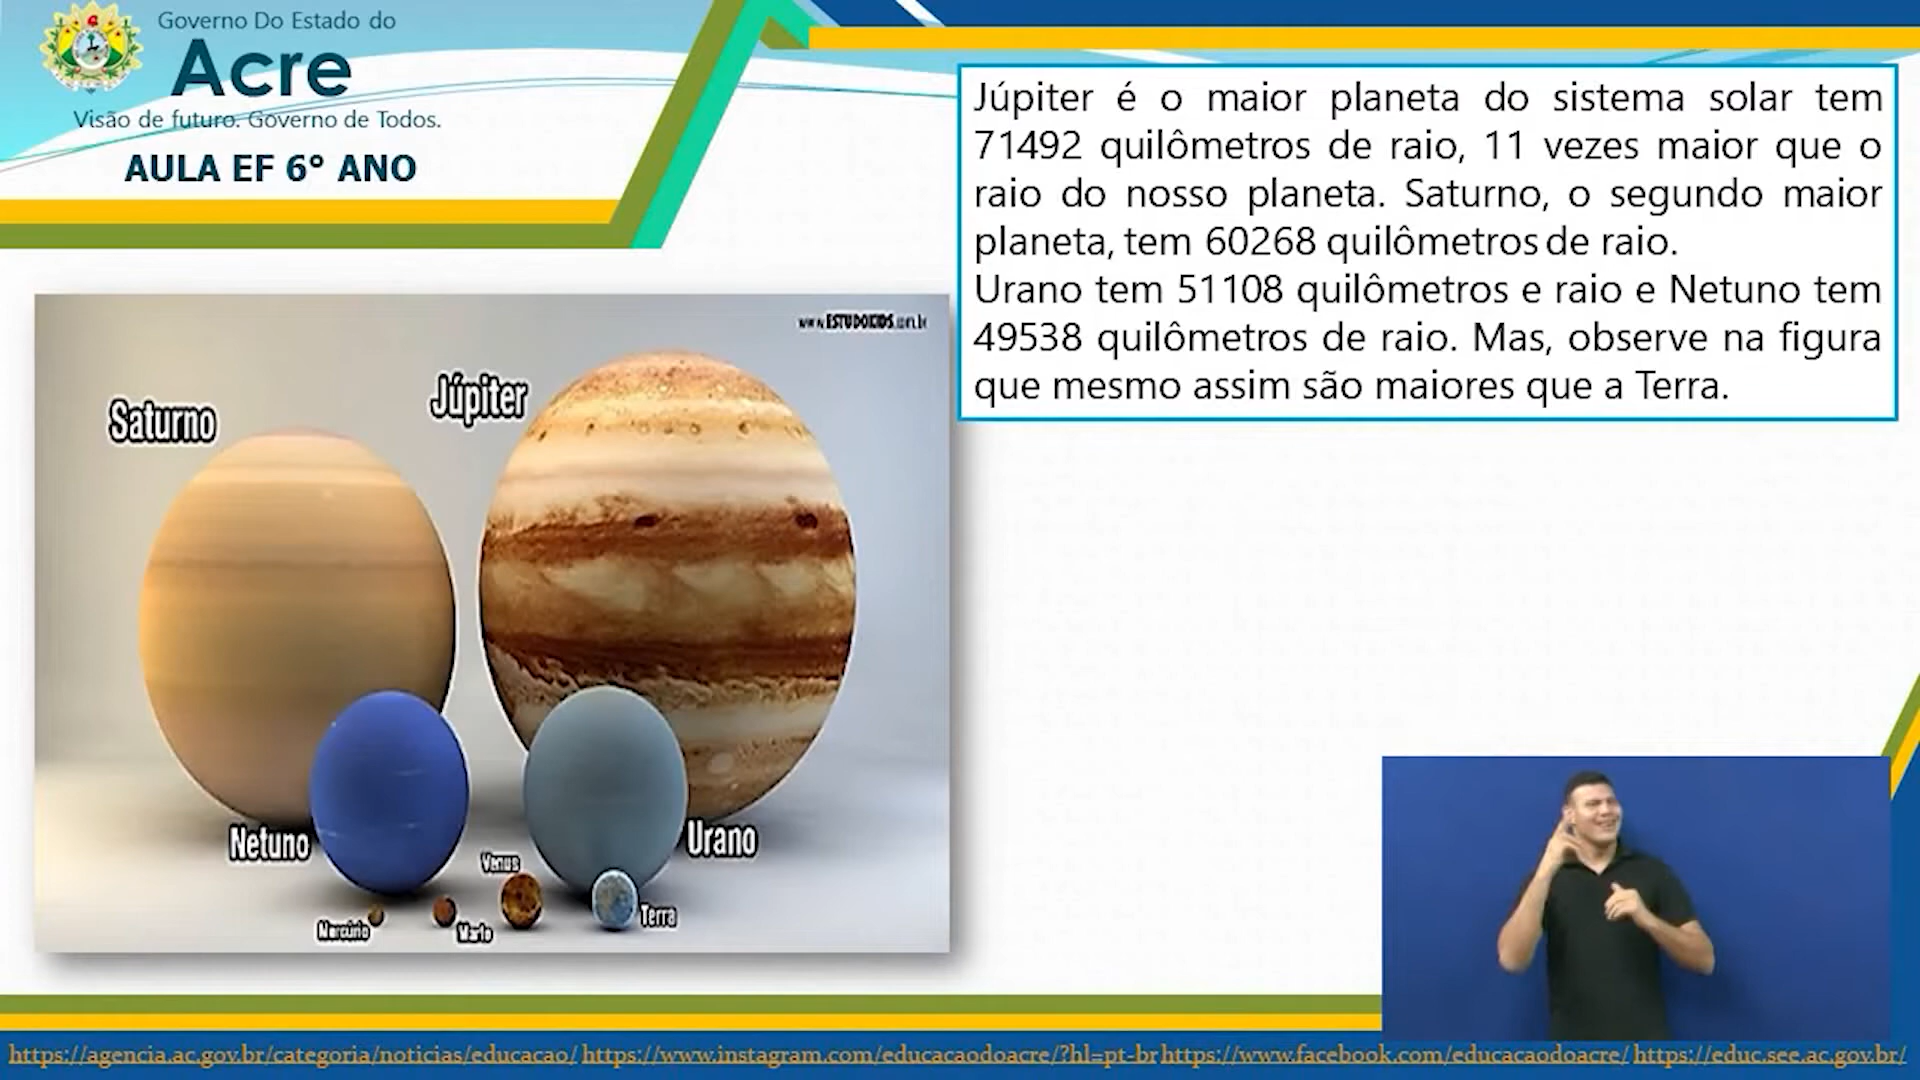 Governo Do Estado do
Acre
Visão de futuro. Governo de Todos.
AULA EF 6° ANO
Júpiter é o maior planeta do sistema solar tem
71492 quilômetros de raio, 11 vezes maior que o
raio do nosso planeta. Saturno, o segundo maior
planeta, tem 60268 quilômetros de raio.
Urano tem 51108 quilômetros e raio e Netuno tem
49538 quilômetros de raio. Mas, observe na figura
que mesmo assim são maiores que a Terra.
www.ESTUDOKIDS.com.br
Saturno
Júpiter
Netuno
Urano
Venus
Mercúrio
Marte
Terra
https://agencia.ac.gov.br/categoria/noticias/educacao/ https://www.instagram.com/educacaodoacre/?hl=pt-br https://www.facebook.com/educacaodoacre/ https://educ.see.ac.gov.br/